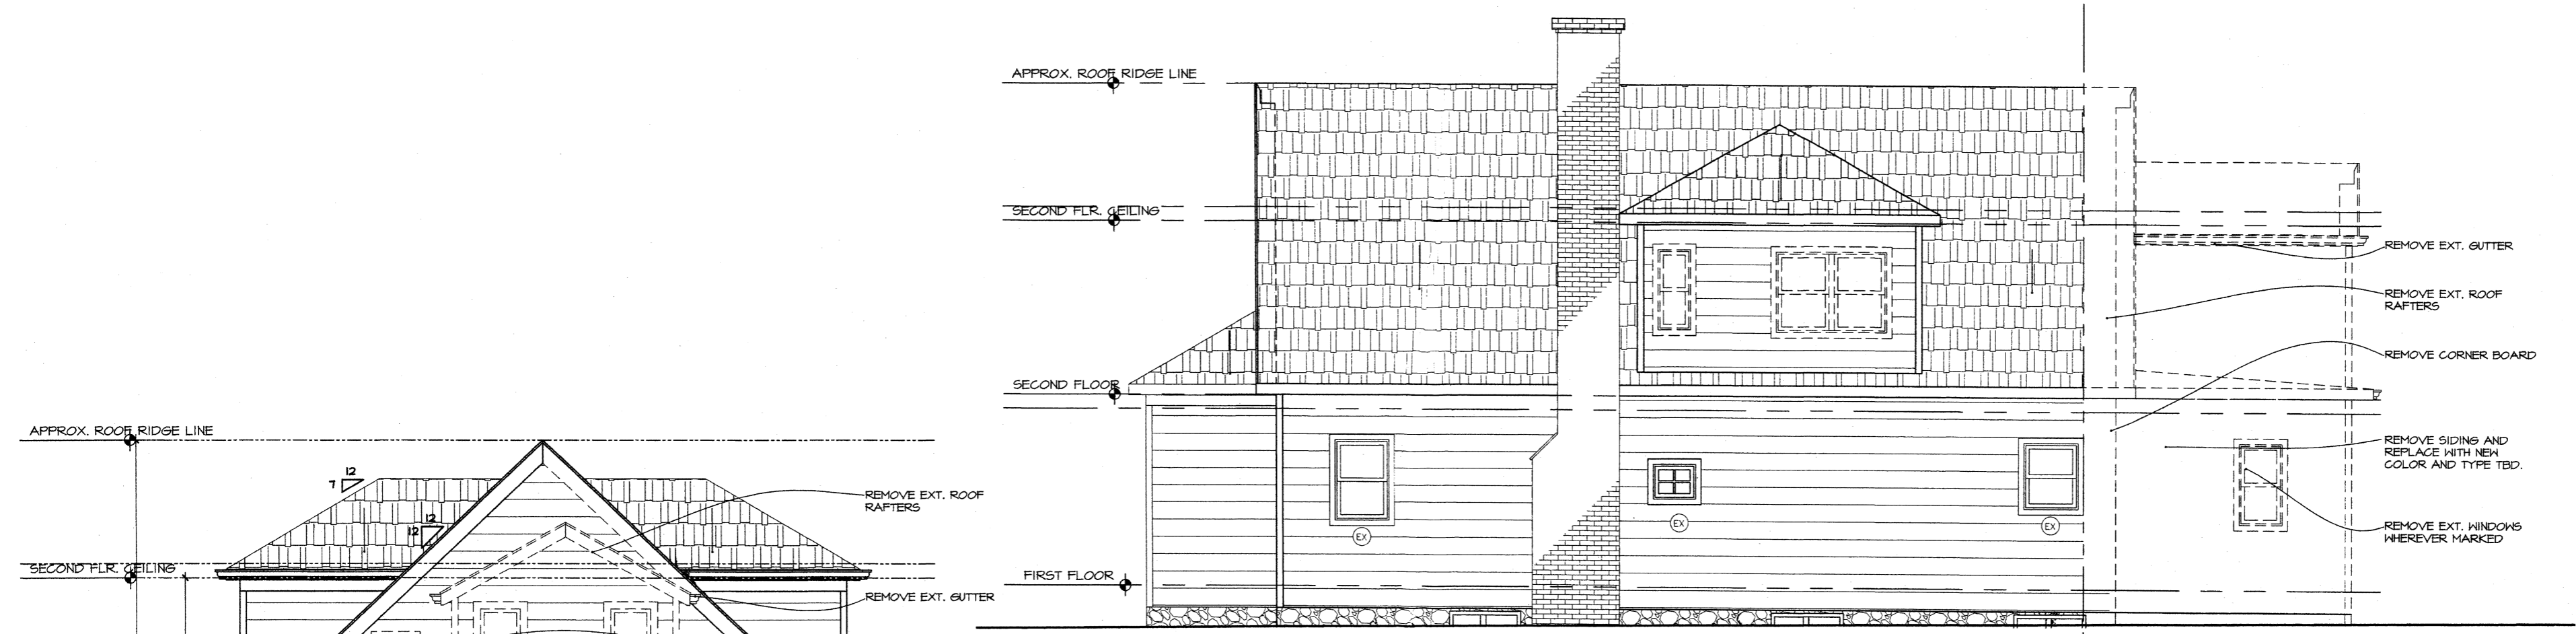 APPROX. ROOF RIDGE LINE
12
7
12
12
SECOND FLR. CEILING
REMOVE EXT. ROOF
RAFTERS
REMOVE EXT. GUTTER
APPROX. ROOF RIDGE LINE
SECOND FLR. CEILING
SECOND FLOOR
FIRST FLOOR
EX
EX
EX
REMOVE EXT. GUTTER
REMOVE EXT. ROOF
RAFTERS
REMOVE CORNER BOARD
REMOVE SIDING AND
REPLACE WITH NEW
COLOR AND TYPE TBD.
REMOVE EXT. WINDOWS
WHEREVER MARKED